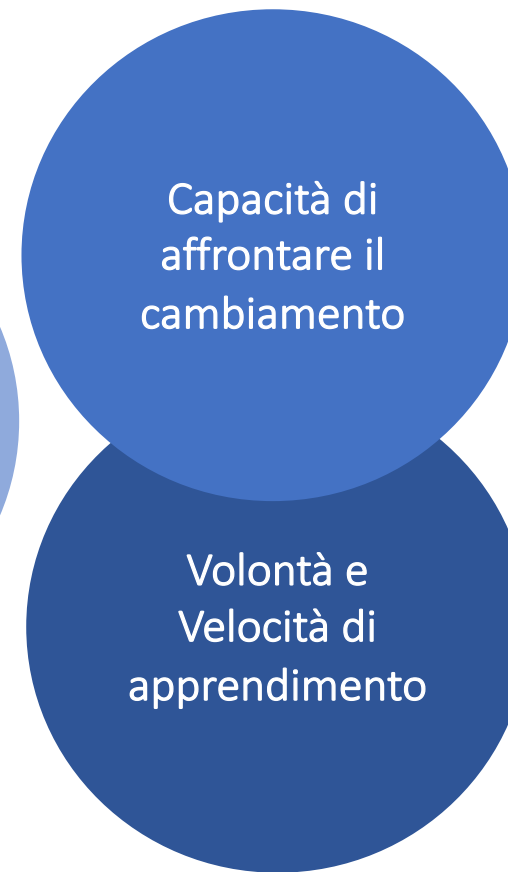 Capacità di
affrontare il
cambiamento
Volontà e
Velocità di
apprendimento